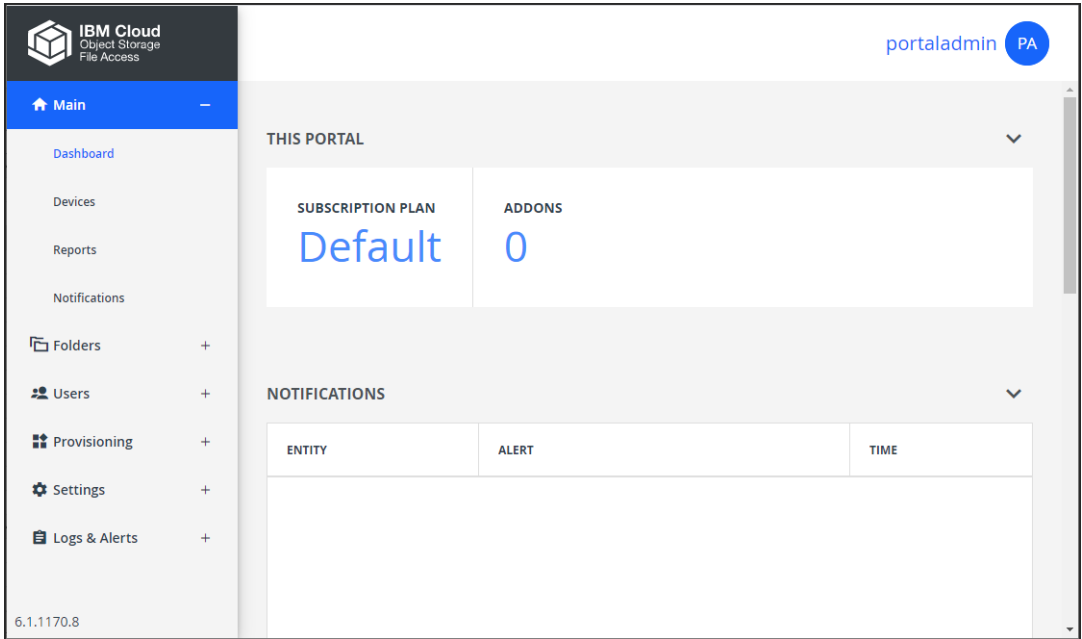 IBM Cloud
Object Storage
File Access
portaladmin PA
Main
Dashboard
Devices
Reports
Notifications
Folders
Users
Provisioning
Settings
Logs & Alerts
6.1.1170.8
THIS PORTAL
SUBSCRIPTION PLAN ADDONS
Default 0
NOTIFICATIONS
ENTITY ALERT TIME